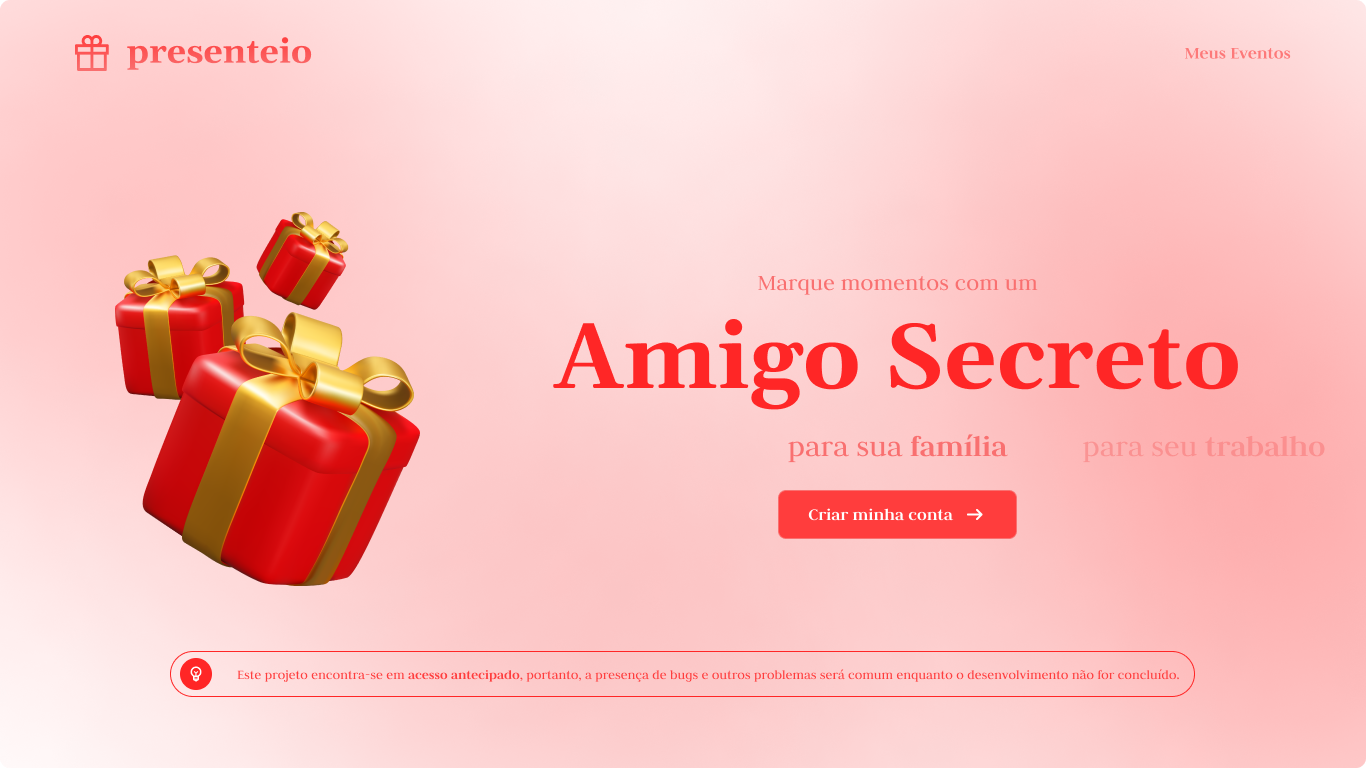 presenteio
Meus Eventos
Marque momentos com um
Amigo Secreto
para sua família
para seu trabalho
Criar minha conta
Este projeto encontra-se em acesso antecipado, portanto, a presença de bugs e outros problemas será comum enquanto o desenvolvimento não for concluído.